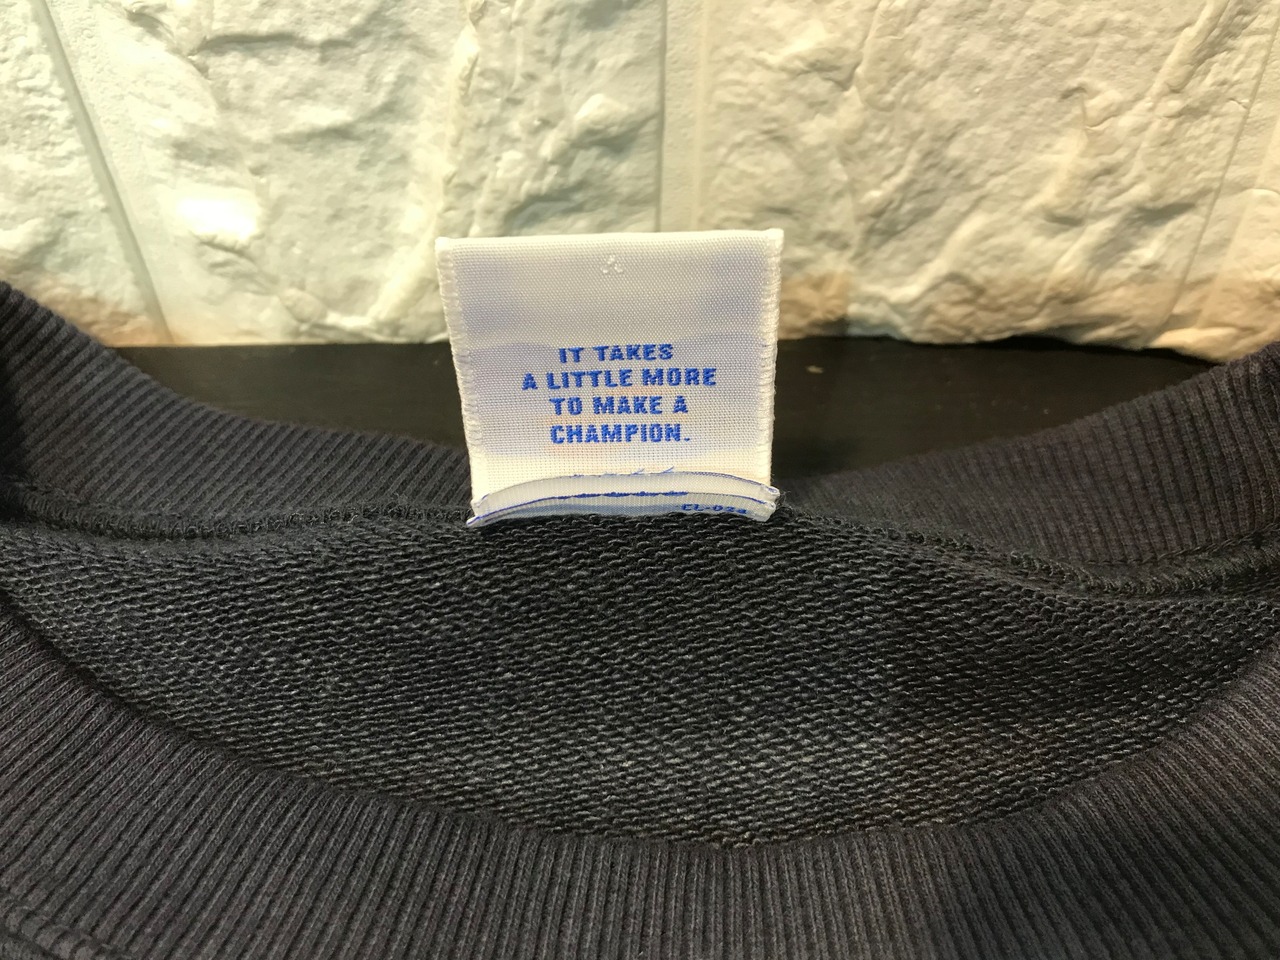 IT TAKES
A LITTLE MORE
TO MAKE A
CHAMPION.